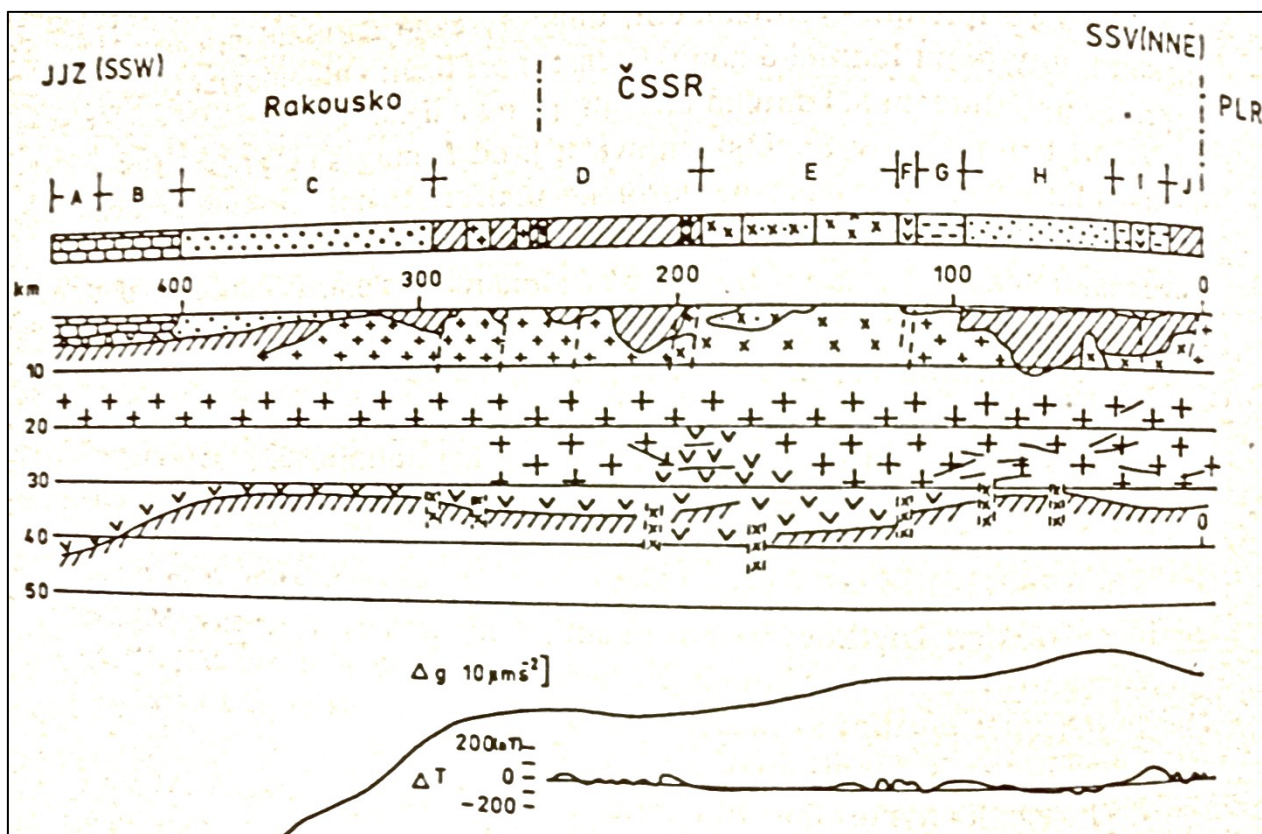 JJZ (SSW)
SSV(NNE)
Rakousko
ČSSR
PLR
A B C D E F G H I J
km 400 300 200 100 0
10
20
30
40 0
50
Δg 10μms⁻²]
200(nT)
ΔT 0
-200